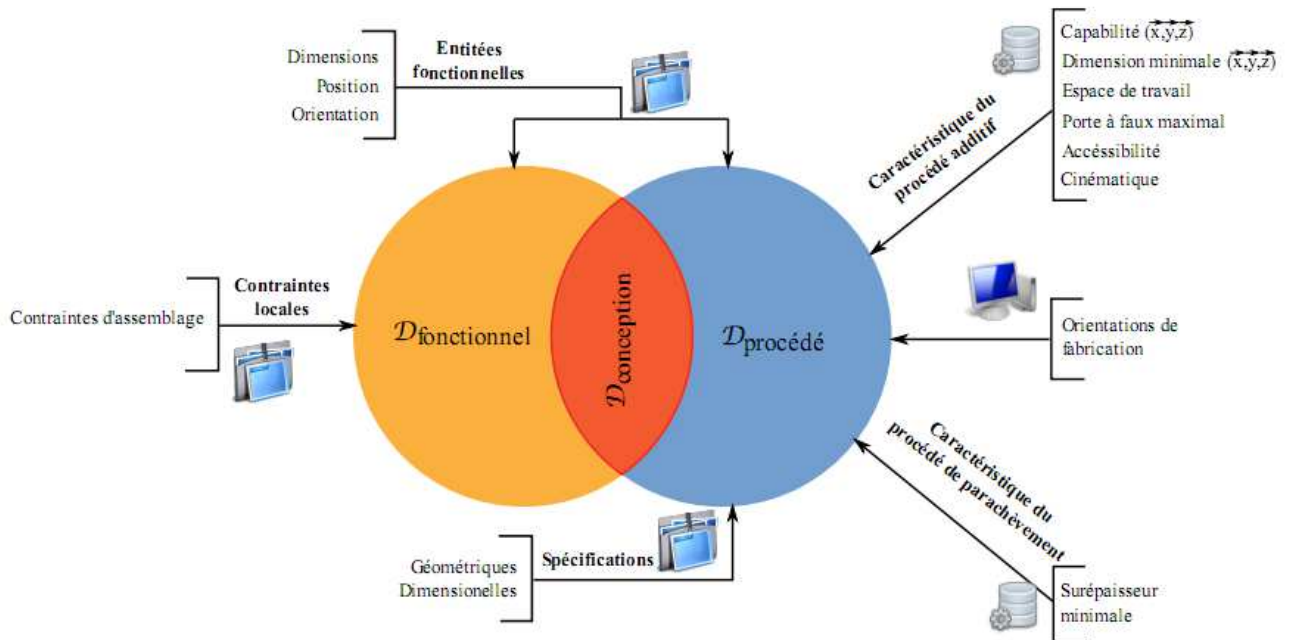 Dimensions
Position
Orientation
Entitées
fonctionnelles
Capabilité (x,y,z)
Dimension minimale (x,y,z)
Espace de travail
Porte à faux maximal
Accéssibilité
Cinématique
Caractéristique du
procédé additif
Contraintes d'assemblage
Contraintes
locales
Dfonctionnel
Dconception
Dprocédé
Orientations de
fabrication
Caractéristique du
procédé de parachèvement
Géométriques
Dimensionelles
Spécifications
Surépaisseur
minimale